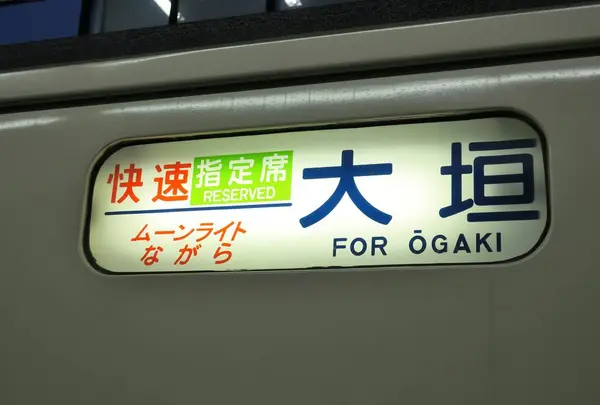 快速 指定席
RESERVED
ムーンライト
ながら
大垣
FOR ŌGAKI